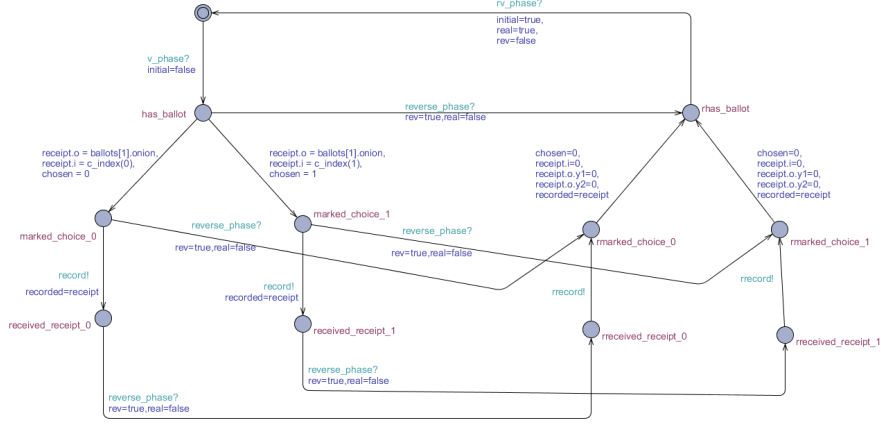 rv_phase?
initial=true,
real=true,
rev=false
v_phase?
initial=false
has_ballot
reverse_phase?
rev=true,real=false
rhas_ballot
receipt.o = ballots[1].onion,
receipt.i = c_index(0),
chosen = 0
receipt.o = ballots[1].onion,
receipt.i = c_index(1),
chosen = 1
chosen=0,
receipt.i=0,
receipt.o.y1=0,
receipt.o.y2=0,
recorded=receipt
chosen=0,
receipt.i=0,
receipt.o.y1=0,
receipt.o.y2=0,
recorded=receipt
marked_choice_0
reverse_phase?
rev=true,real=false
marked_choice_1
reverse_phase?
rev=true,real=false
rmarked_choice_0
rmarked_choice_1
record!
recorded=receipt
record!
recorded=receipt
rrecord!
rrecord!
received_receipt_0
received_receipt_1
rreceived_receipt_0
rreceived_receipt_1
reverse_phase?
rev=true,real=false
reverse_phase?
rev=true,real=false